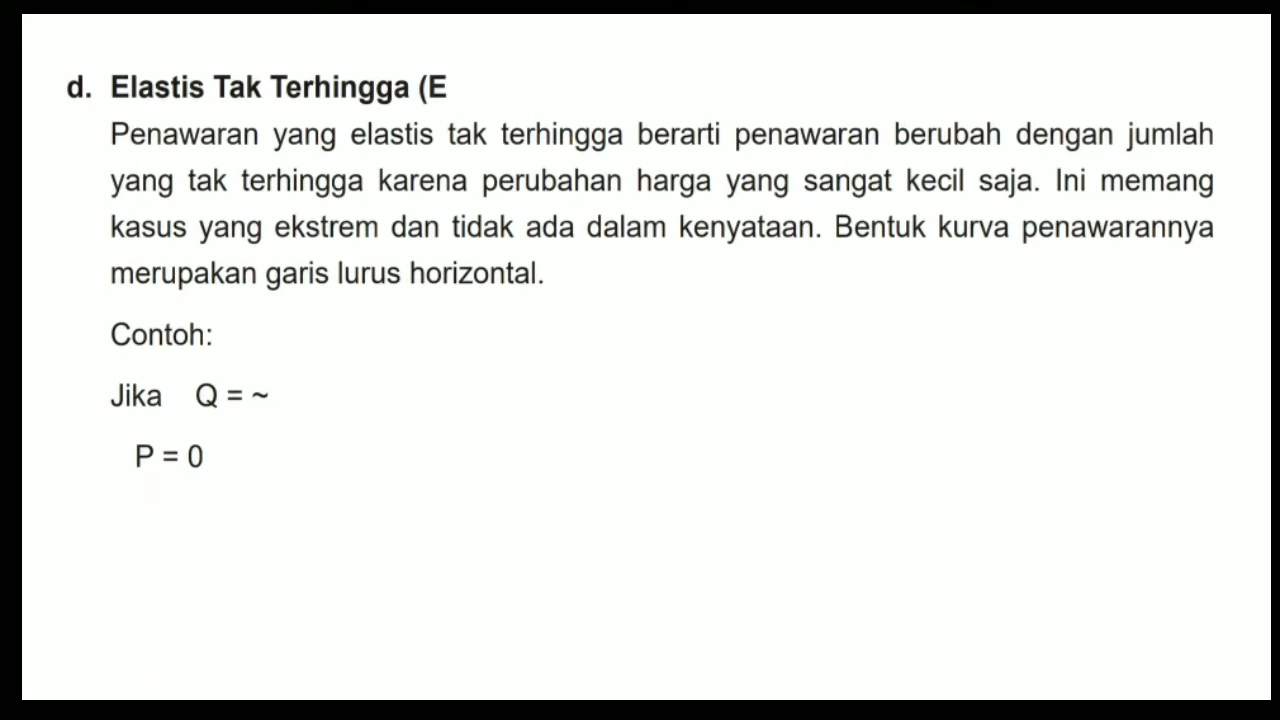 d. Elastis Tak Terhingga (E
Penawaran yang elastis tak terhingga berarti penawaran berubah dengan jumlah
yang tak terhingga karena perubahan harga yang sangat kecil saja. Ini memang
kasus yang ekstrem dan tidak ada dalam kenyataan. Bentuk kurva penawarannya
merupakan garis lurus horizontal.
Contoh:
Jika Q = ~
P = 0